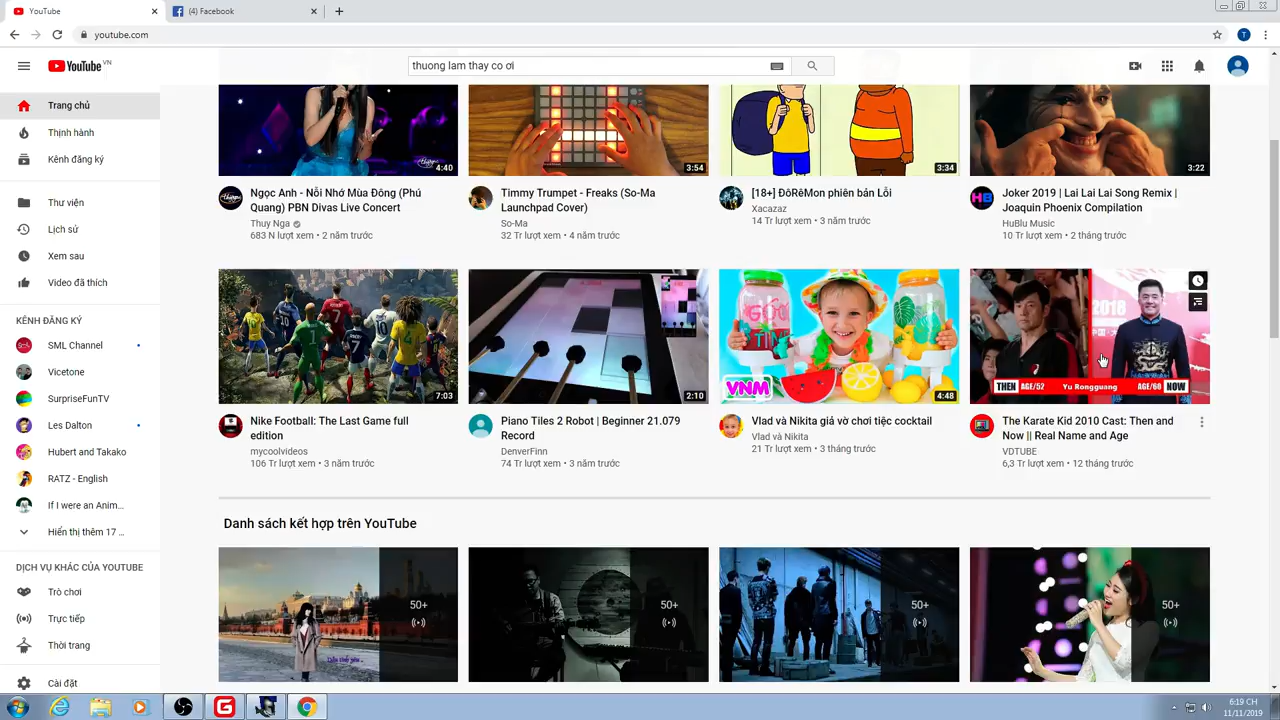 YouTube
(4) Facebook
youtube.com
T
YouTube VN
thuong lam thay co ơi
Trang chủ
Thịnh hành
Kênh đăng ký
Thư viện
Lịch sử
Xem sau
Video đã thích
KÊNH ĐĂNG KÝ
SML Channel
Vicetone
SurpriseFunTV
Les Dalton
Hubert and Takako
RATZ - English
If I were an Anim...
Hiển thị thêm 17 ...
DỊCH VỤ KHÁC CỦA YOUTUBE
Trò chơi
Trực tiếp
Thời trang
Cài đặt
4:40
3:54
3:34
3:22
Ngọc Anh - Nỗi Nhớ Mùa Đông (Phú
Quang) PBN Divas Live Concert
Thuy Nga
683 N lượt xem • 2 năm trước
Timmy Trumpet - Freaks (So-Ma
Launchpad Cover)
So-Ma
32 Tr lượt xem • 4 năm trước
[18+] ĐôRêMon phiên bản Lỗi
Xacazaz
14 Tr lượt xem • 3 năm trước
HB
Joker 2019 | Lai Lai Lai Song Remix |
Joaquin Phoenix Compilation
HuBlu Music
10 Tr lượt xem • 2 tháng trước
7:03
2:10
VNM
4:48
2018
THEN AGE/52 Yu Rongguang AGE/60 NOW
Nike Football: The Last Game full
edition
mycoolvideos
106 Tr lượt xem • 3 năm trước
Piano Tiles 2 Robot | Beginner 21.079
Record
DenverFinn
74 Tr lượt xem • 3 năm trước
Vlad và Nikita giả vờ chơi tiệc cocktail
Vlad và Nikita
21 Tr lượt xem • 3 tháng trước
The Karate Kid 2010 Cast: Then and
Now || Real Name and Age
VDTUBE
6,3 Tr lượt xem • 12 tháng trước
Danh sách kết hợp trên YouTube
50+
50+
50+
50+
6:19 CH
11/11/2019